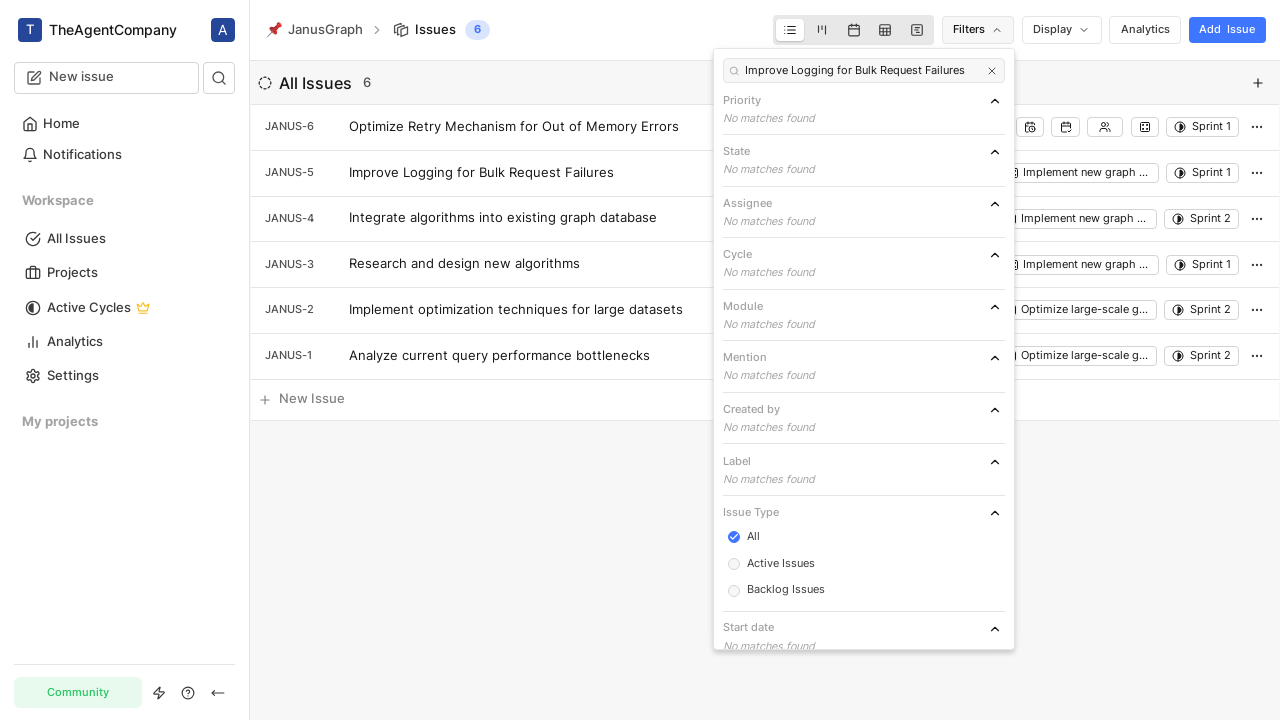 T TheAgentCompany A
New issue
Home
Notifications
Workspace
All Issues
Projects
Active Cycles
Analytics
Settings
My projects
Community
JanusGraph Issues 6
Filters Display Analytics Add Issue
All Issues 6
JANUS-6 Optimize Retry Mechanism for Out of Memory Errors Sprint 1
JANUS-5 Improve Logging for Bulk Request Failures Implement new graph ... Sprint 1
JANUS-4 Integrate algorithms into existing graph database Implement new graph ... Sprint 2
JANUS-3 Research and design new algorithms Implement new graph ... Sprint 1
JANUS-2 Implement optimization techniques for large datasets Optimize large-scale g... Sprint 2
JANUS-1 Analyze current query performance bottlenecks Optimize large-scale g... Sprint 2
New Issue
Improve Logging for Bulk Request Failures
Priority
No matches found
State
No matches found
Assignee
No matches found
Cycle
No matches found
Module
No matches found
Mention
No matches found
Created by
No matches found
Label
No matches found
Issue Type
All
Active Issues
Backlog Issues
Start date
No matches found